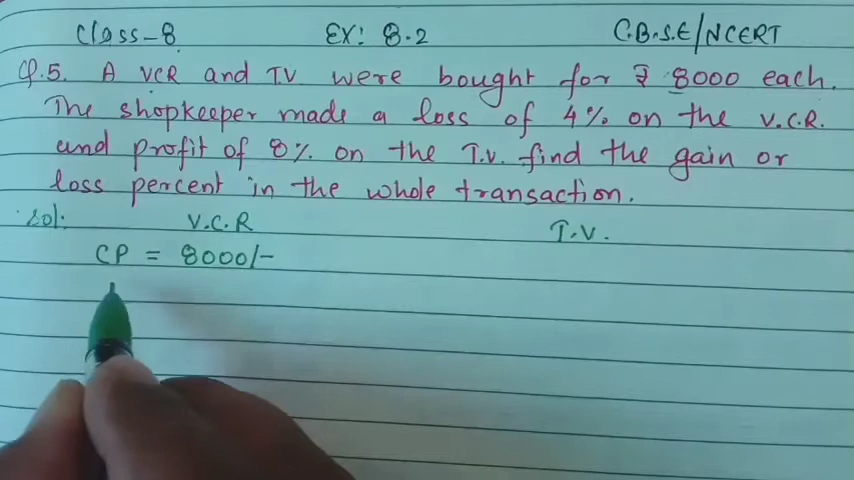 Class-8 EX: 8.2 C.B.S.E/NCERT
Q.5. A VCR and TV were bought for ₹ 8000 each.
The shopkeeper made a loss of 4% on the V.C.R.
and profit of 8% on the T.V. find the gain or
loss percent in the whole transaction.
Sol: V.C.R T.V.
CP = 8000/-